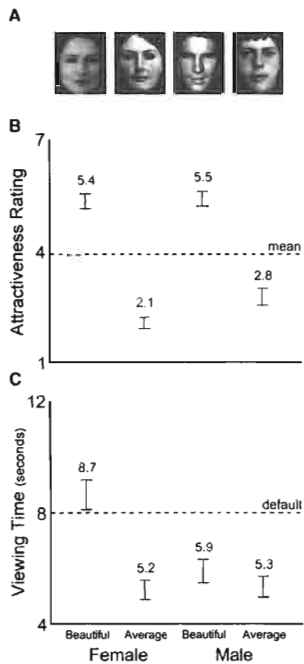 A
B
7
5.4
5.5
mean
4
2.8
2.1
1
Attractiveness Rating
C
12
8.7
default
8
5.9
5.2
5.3
4
Viewing Time (seconds)
Beautiful Average Beautiful Average
Female Male